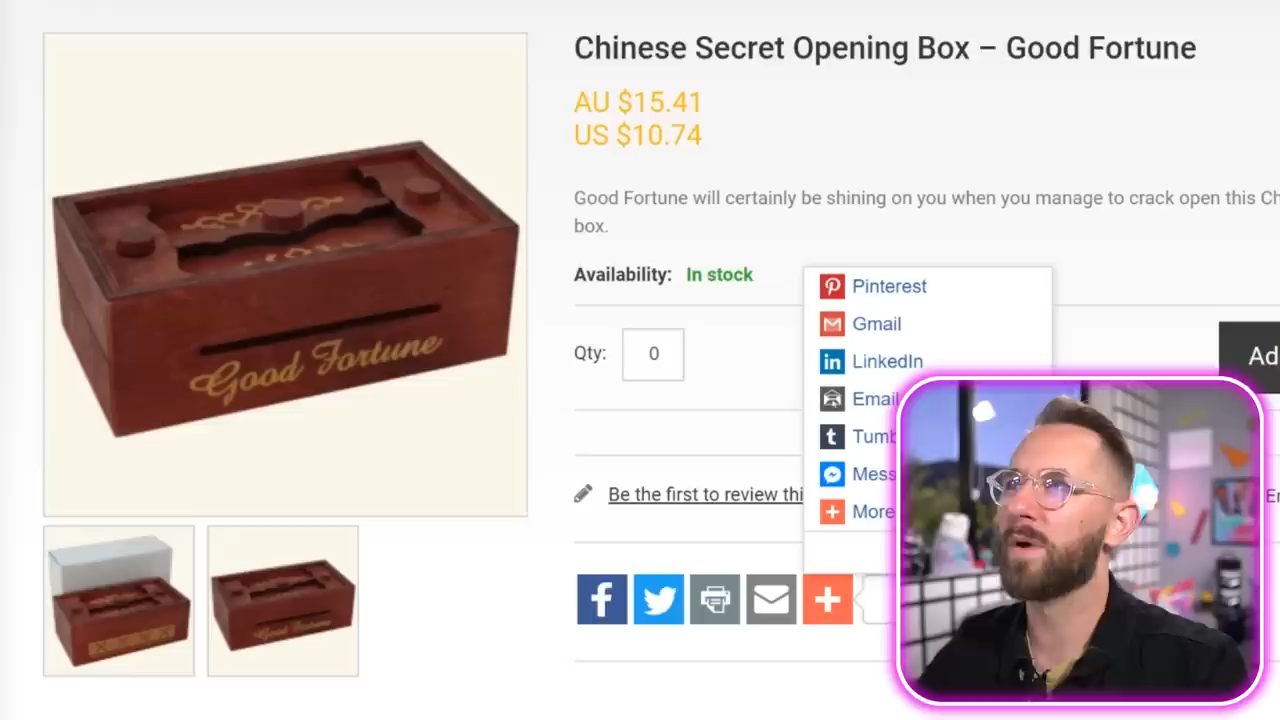 Chinese Secret Opening Box – Good Fortune
AU $15.41
US $10.74
Good Fortune will certainly be shining on you when you manage to crack open this
box.
Availability: In stock
Qty: 0
Good Fortune
Pinterest
Gmail
LinkedIn
Email
Be the first to review
More